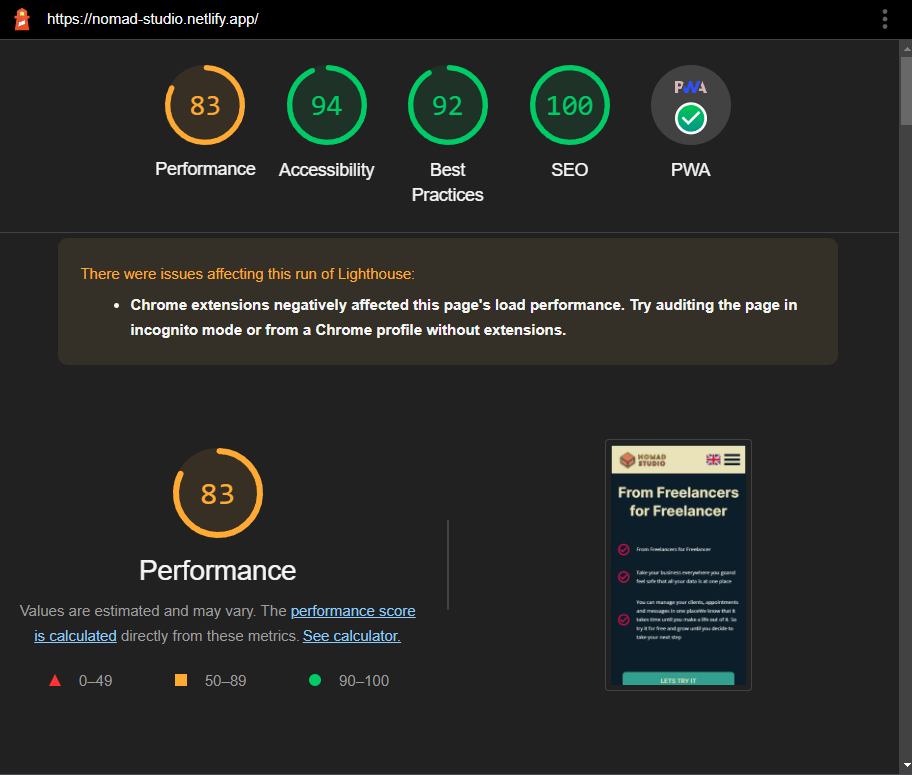 https://nomad-studio.netlify.app/
83
94
92
100
PWA
Performance
Accessibility
Best
Practices
SEO
PWA
There were issues affecting this run of Lighthouse:
Chrome extensions negatively affected this page's load performance. Try auditing the page in
incognito mode or from a Chrome profile without extensions.
83
Performance
Values are estimated and may vary. The performance score
is calculated directly from these metrics. See calculator.
0–49
50–89
90–100
NOMAD
STUDIO
From Freelancers
for Freelancer
From Freelancers for Freelancer
Take your business everywhere you goand
feel safe that all your data is at one place
You can manage your clients, appointments
and messages in one placeWe know that it
takes time until you make a life out of it. So
try it for free and grow until you decide to
take your next step
LETS TRY IT